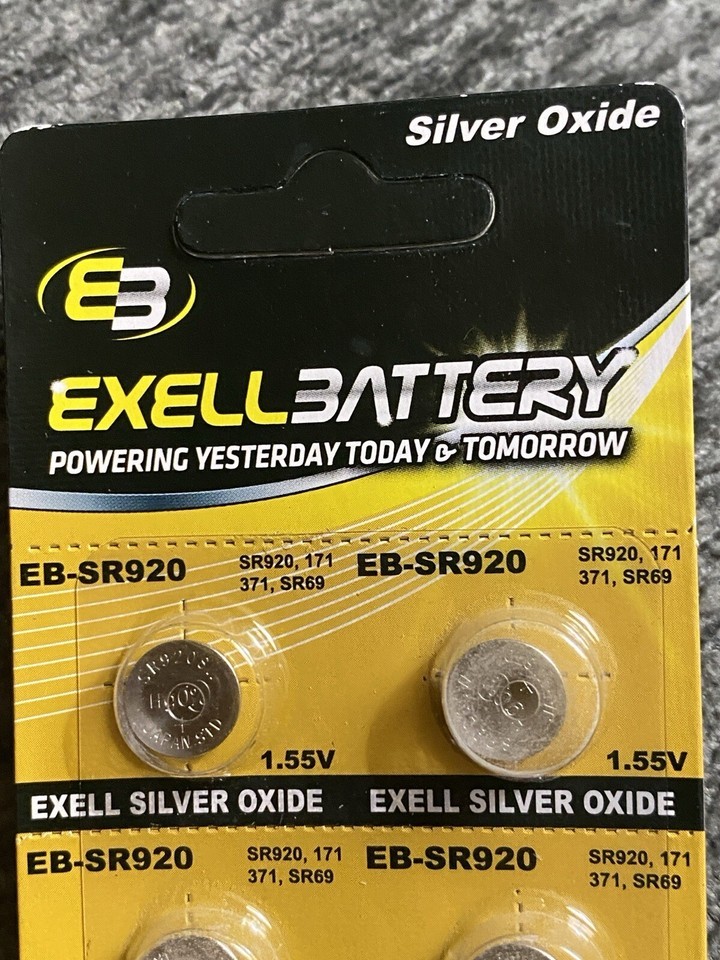 Silver Oxide
EB
EXELLBATTERY
POWERING YESTERDAY TODAY & TOMORROW
EB-SR920
SR920, 171
371, SR69
EB-SR920
SR920, 171
371, SR69
JAPAN STD
1.55V
1.55V
EXELL SILVER OXIDE
EXELL SILVER OXIDE
EB-SR920
SR920, 171
371, SR69
EB-SR920
SR920, 171
371, SR69